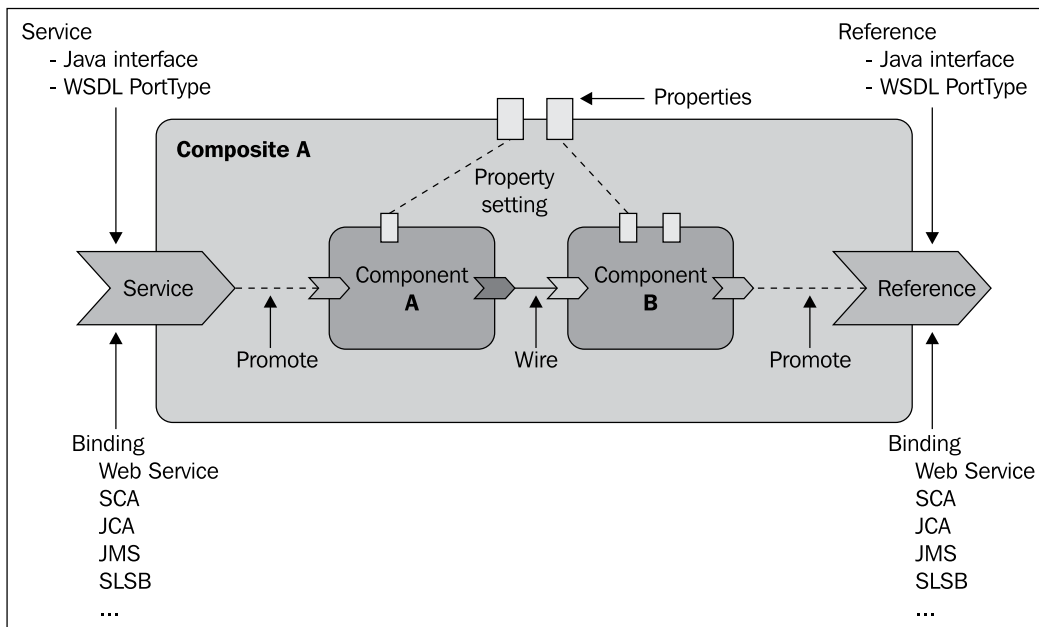 Service
- Java interface
- WSDL PortType
Reference
- Java interface
- WSDL PortType
Properties
Composite A
Property
setting
Service
Component
A
Component
B
Reference
Promote
Wire
Promote
Binding
Web Service
SCA
JCA
JMS
SLSB
...
Binding
Web Service
SCA
JCA
JMS
SLSB
...